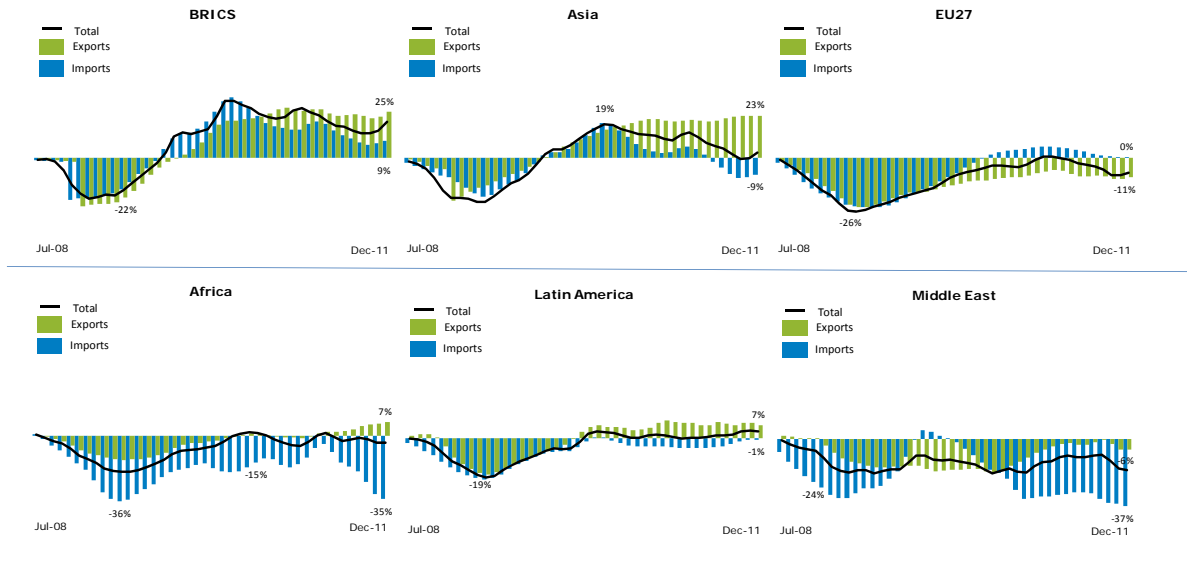 BRICS
Total
Exports
Imports
25%
9%
-22%
Jul-08
Dec-11
Asia
Total
Exports
Imports
19%
23%
-9%
Jul-08
Dec-11
EU27
Total
Exports
Imports
0%
-11%
-26%
Jul-08
Dec-11
Africa
Total
Exports
Imports
7%
-15%
-36%
-35%
Jul-08
Dec-11
Latin America
Total
Exports
Imports
7%
-1%
-19%
Jul-08
Dec-11
Middle East
Total
Exports
Imports
-6%
-24%
-37%
Jul-08
Dec-11